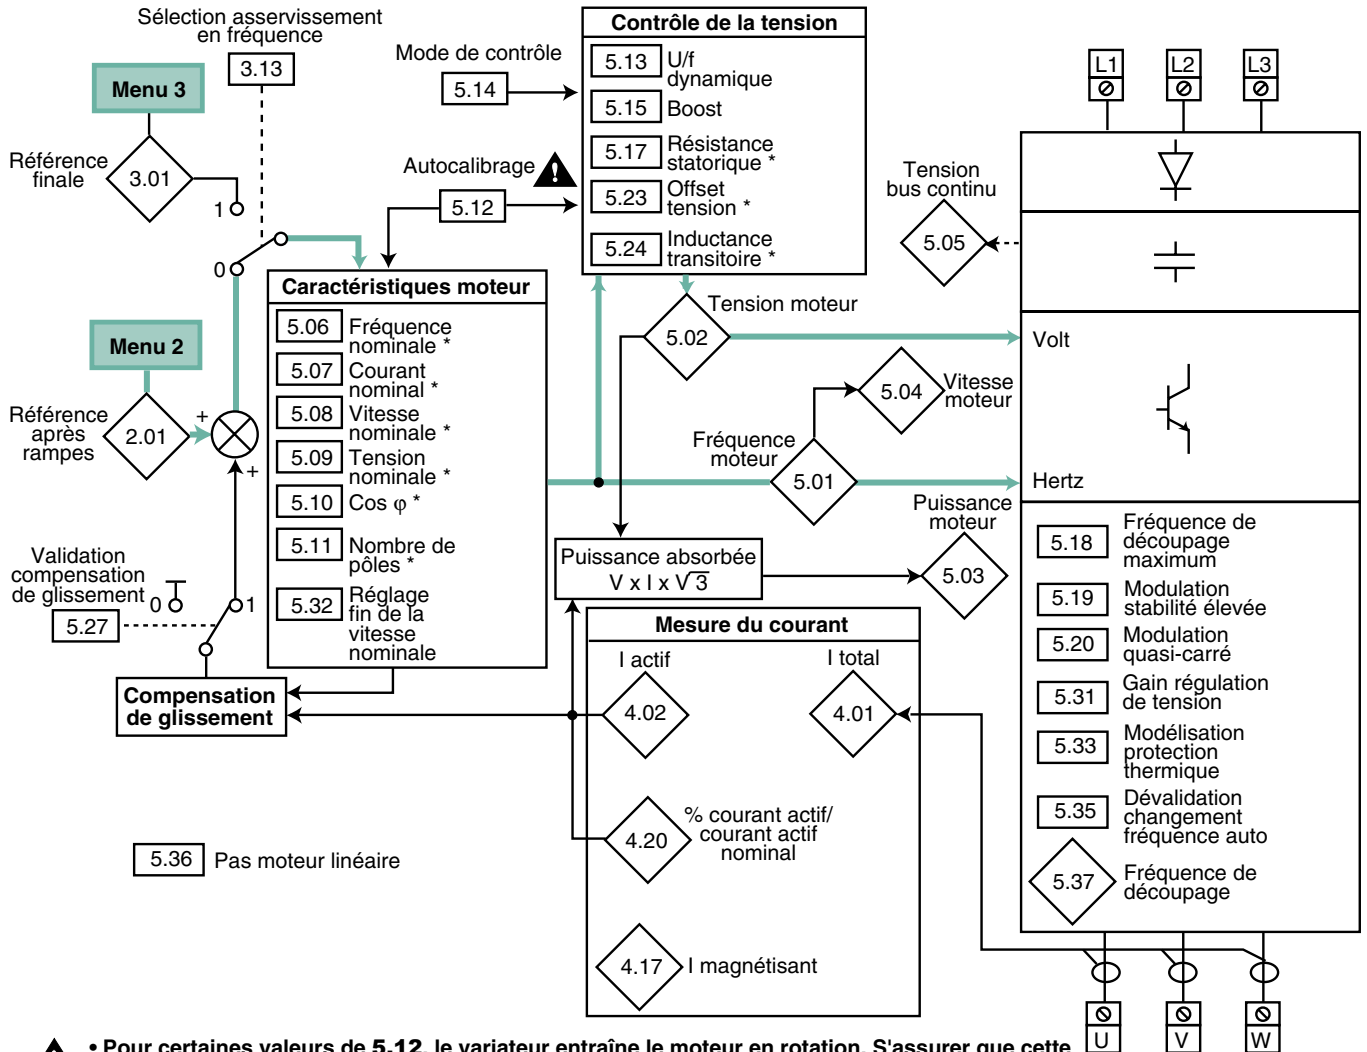 Sélection asservissement
en fréquence
3.13
Menu 3
Référence
finale
3.01
1
0
Menu 2
Référence
après
rampes
2.01
+
+
Validation
compensation
de glissement
0
1
5.27
Compensation
de glissement
5.36 Pas moteur linéaire
Mode de contrôle
5.14
Autocalibrage
5.12
Caractéristiques moteur
5.06 Fréquence
nominale *
5.07 Courant
nominal *
5.08 Vitesse
nominale *
5.09 Tension
nominale *
5.10 Cos φ *
5.11 Nombre de
pôles *
5.32 Réglage
fin de la
vitesse
nominale
Contrôle de la tension
5.13 U/f
dynamique
5.15 Boost
5.17 Résistance
statorique *
5.23 Offset
tension *
5.24 Inductance
transitoire *
Tension moteur
5.02
5.04 Vitesse
moteur
Fréquence
moteur
5.01
Puissance
moteur
5.03
Puissance absorbée
V x I x √3
Mesure du courant
I actif
4.02
I total
4.01
4.20 % courant actif/
courant actif
nominal
4.17 I magnétisant
Tension
bus continu
5.05
L1 L2 L3
Volt
Hertz
5.18 Fréquence de
découpage
maximum
5.19 Modulation
stabilité élevée
5.20 Modulation
quasi-carré
5.31 Gain régulation
de tension
5.33 Modélisation
protection
thermique
5.35 Dévalidation
changement
fréquence auto
5.37 Fréquence de
découpage
U V W
• Pour certaines valeurs de 5.12, le variateur entraîne le moteur en rotation. S'assurer que cette